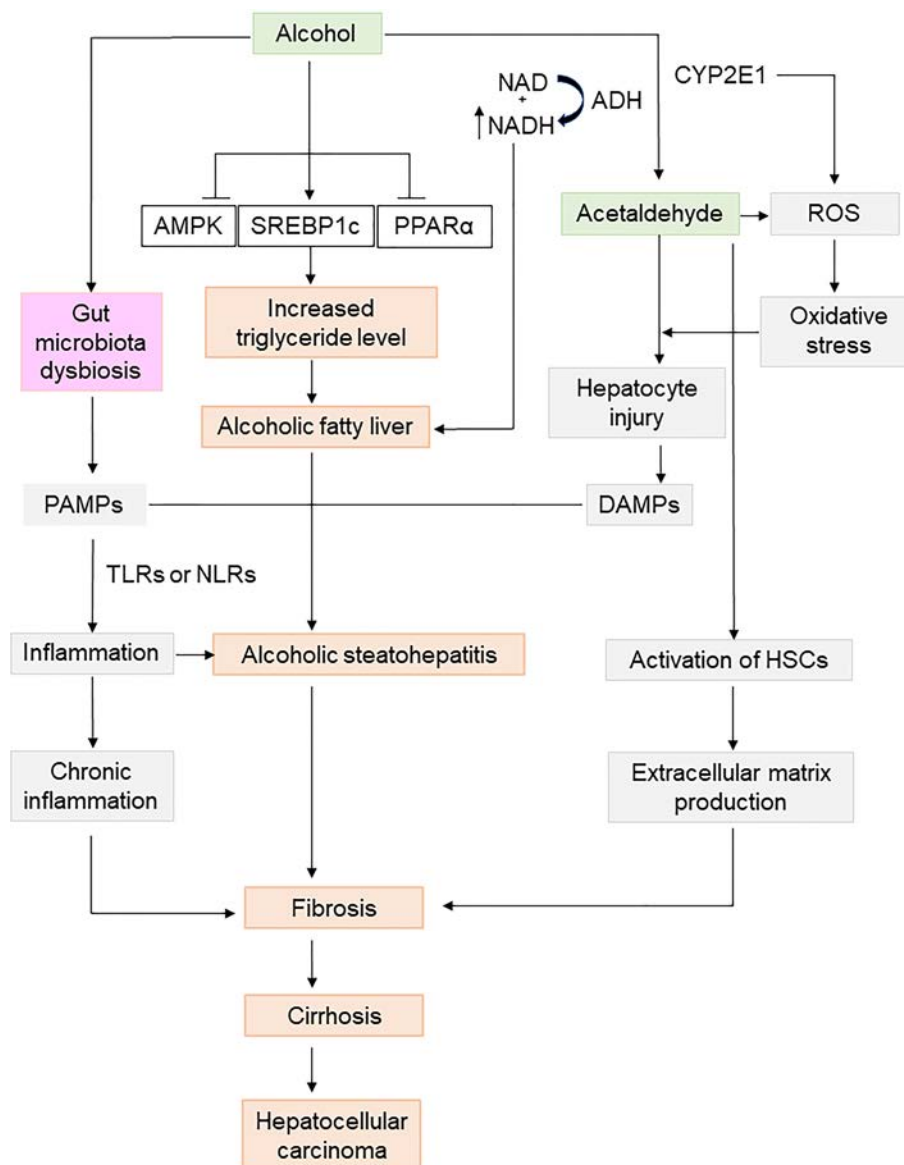 Alcohol
NAD
+
NADH
ADH
CYP2E1
AMPK
SREBP1c
PPARα
Acetaldehyde
ROS
Gut
microbiota
dysbiosis
Increased
triglyceride level
Oxidative
stress
Hepatocyte
injury
Alcoholic fatty liver
PAMPs
DAMPs
TLRs or NLRs
Inflammation
Alcoholic steatohepatitis
Activation of HSCs
Chronic
inflammation
Extracellular matrix
production
Fibrosis
Cirrhosis
Hepatocellular
carcinoma